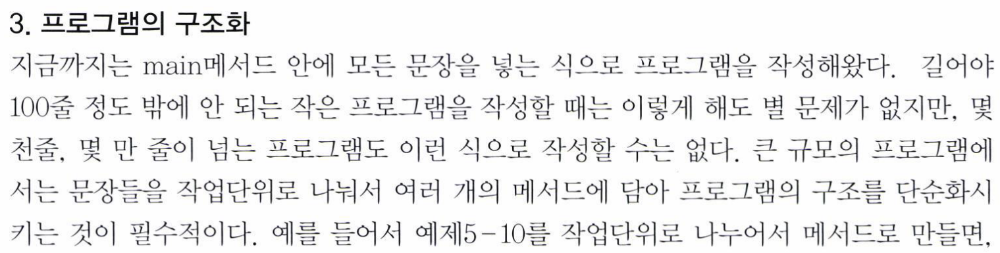 3. 프로그램의 구조화
지금까지는 main메서드 안에 모든 문장을 넣는 식으로 프로그램을 작성해왔다. 길어야
100줄 정도 밖에 안 되는 작은 프로그램을 작성할 때는 이렇게 해도 별 문제가 없지만, 몇
천줄, 몇 만 줄이 넘는 프로그램도 이런 식으로 작성할 수는 없다. 큰 규모의 프로그램에
서는 문장들을 작업단위로 나눠서 여러 개의 메서드에 담아 프로그램의 구조를 단순화시
키는 것이 필수적이다. 예를 들어서 예제5-10를 작업단위로 나누어서 메서드로 만들면,